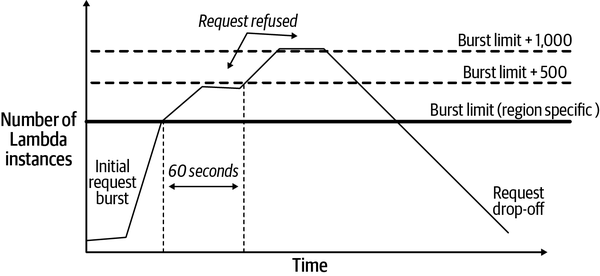 Request refused
Burst limit + 1,000
Burst limit + 500
Burst limit (region specific )
Number of
Lambda
instances
Initial
request
burst
60 seconds
Request
drop-off
Time